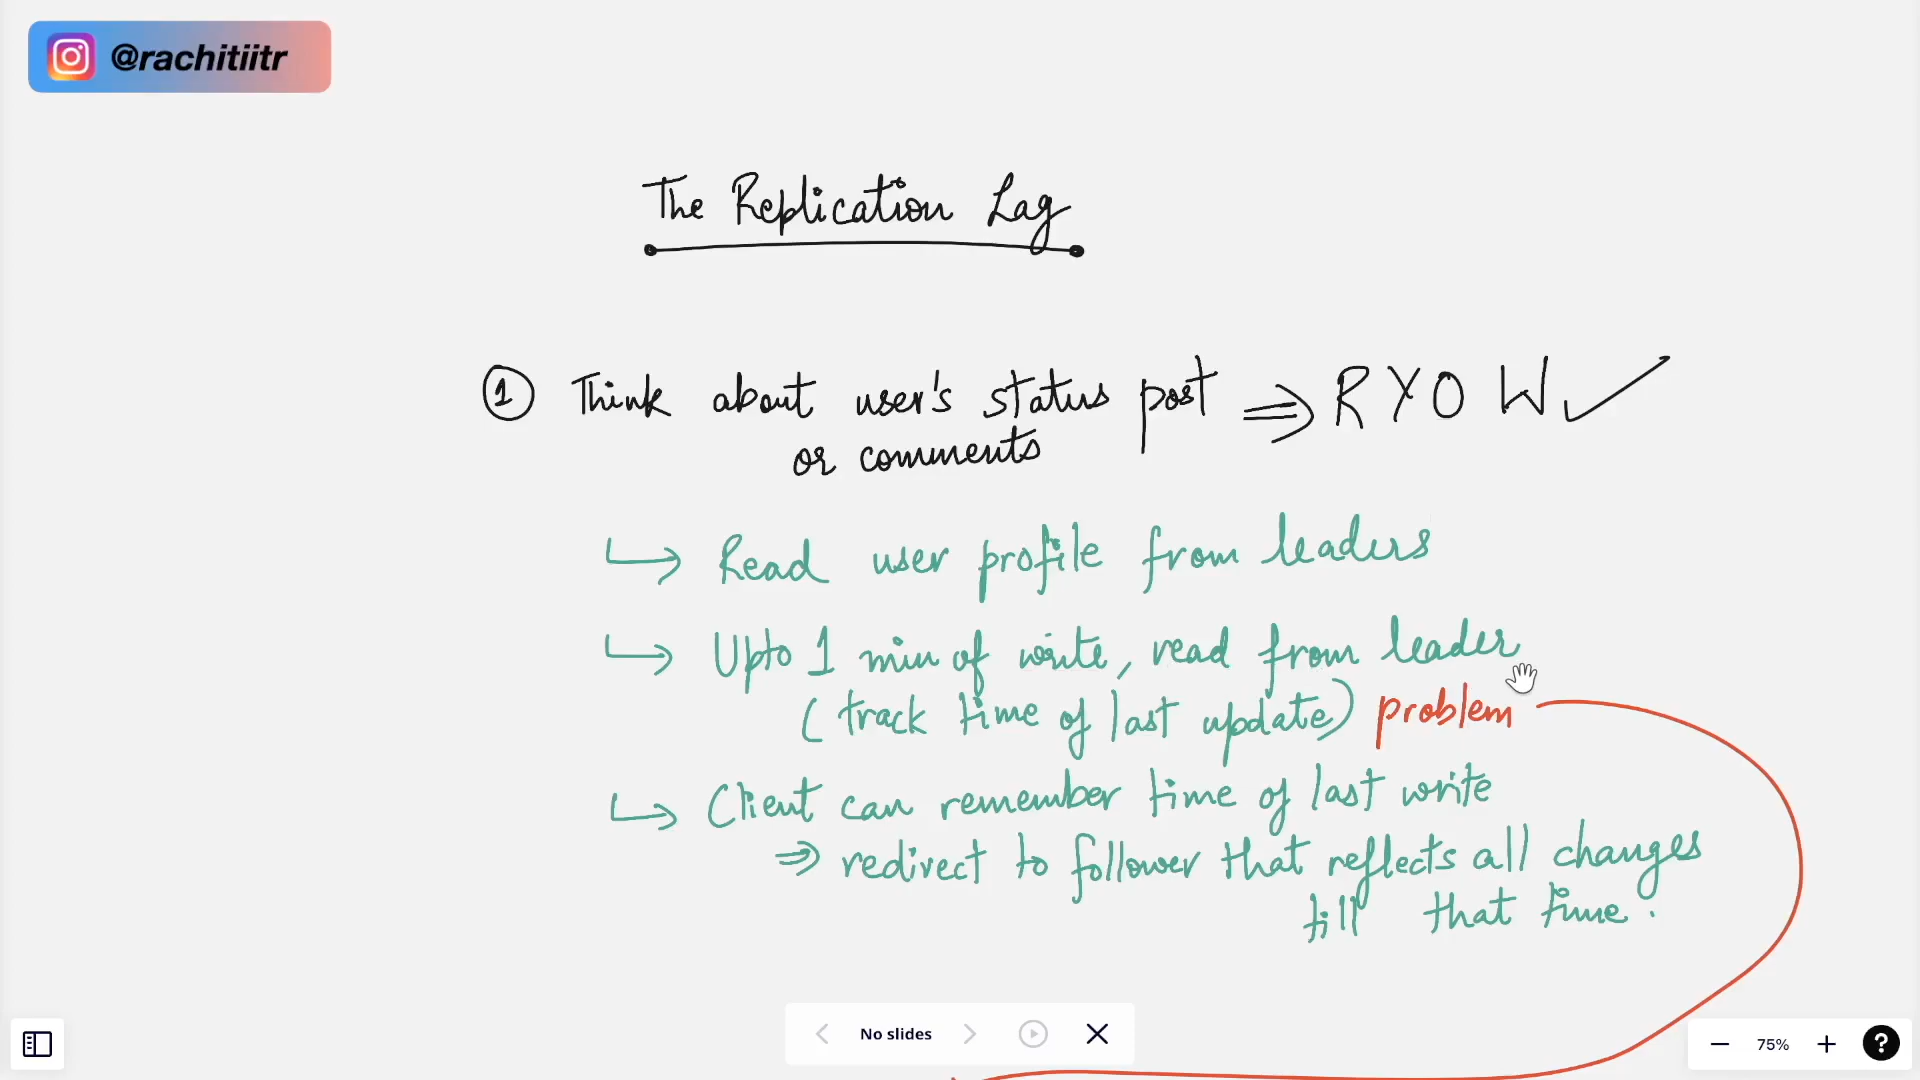 @rachitiitr
The Replication Lag
1 Think about user's status post ⇒ RYOW ✓
or comments
↳ Read user profile from leaders
↳ Upto 1 min of write, read from leader
(track time of last update) problem
↳ Client can remember time of last write
⇒ redirect to follower that reflects all changes
till that time.
No slides
75%